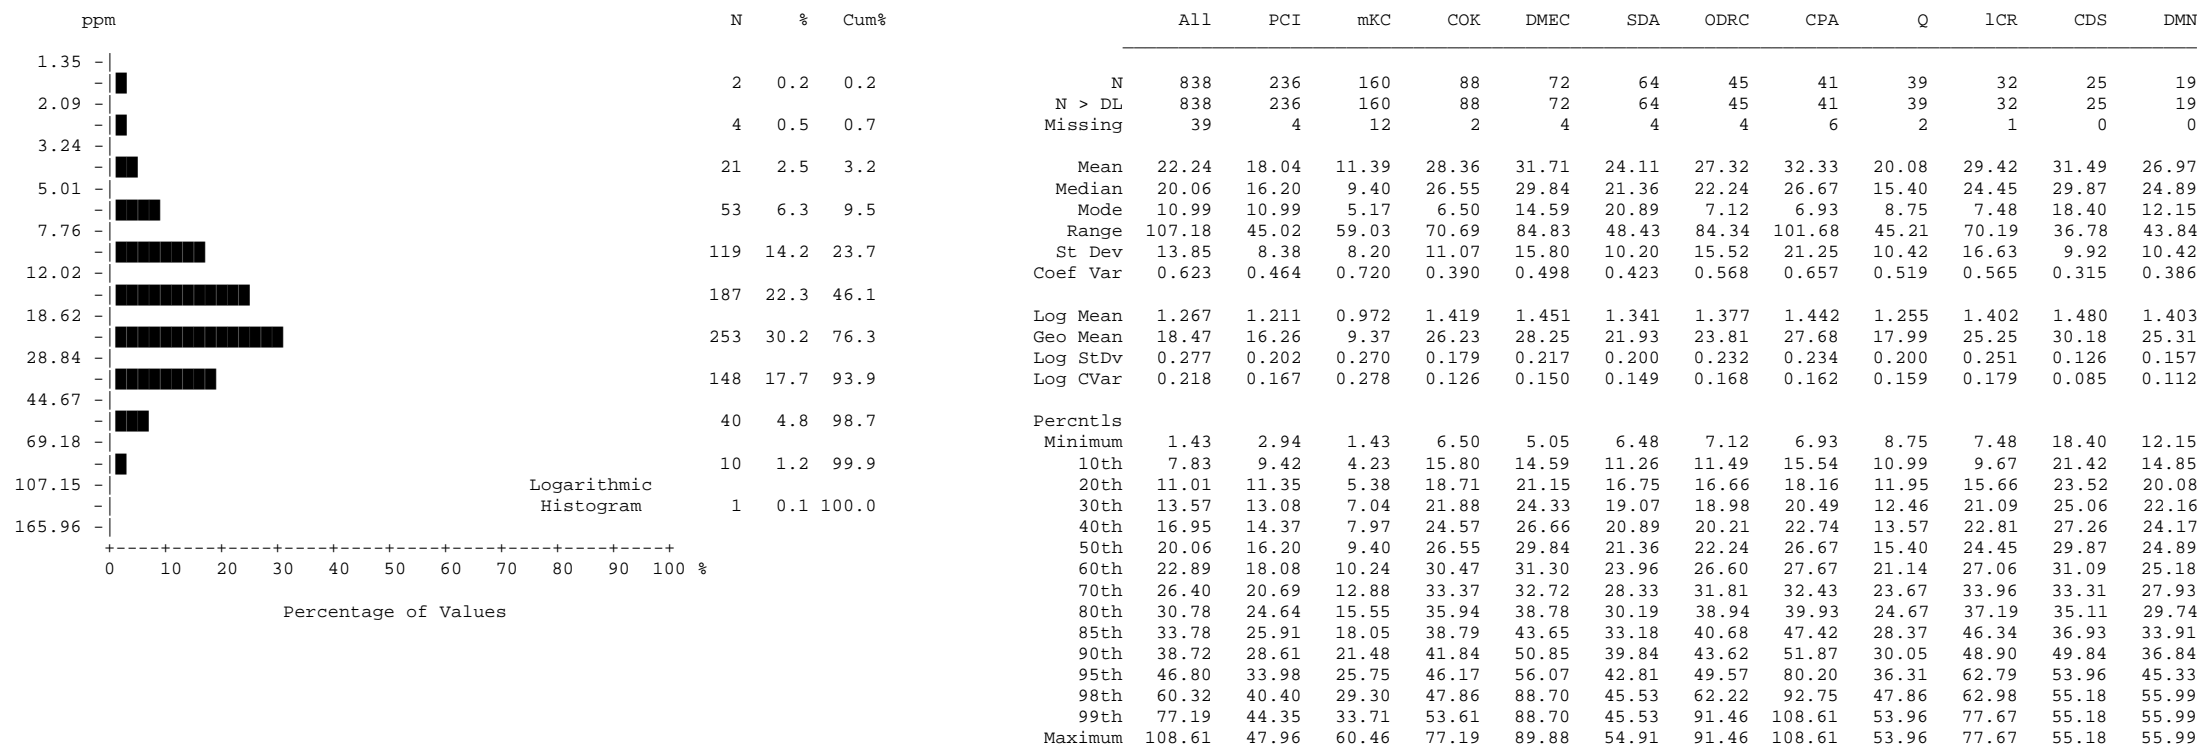 ppm N % Cum% All PCI mKC COK DMEC SDA ODRC CPA Q lCR CDS DMN
1.35
2 0.2 0.2 N 838 236 160 88 72 64 45 41 39 32 25 19
2.09 N > DL 838 236 160 88 72 64 45 41 39 32 25 19
4 0.5 0.7 Missing 39 4 12 2 4 4 4 6 2 1 0 0
3.24
21 2.5 3.2 Mean 22.24 18.04 11.39 28.36 31.71 24.11 27.32 32.33 20.08 29.42 31.49 26.97
5.01 Median 20.06 16.20 9.40 26.55 29.84 21.36 22.24 26.67 15.40 24.45 29.87 24.89
53 6.3 9.5 Mode 10.99 10.99 5.17 6.50 14.59 20.89 7.12 6.93 8.75 7.48 18.40 12.15
7.76 Range 107.18 45.02 59.03 70.69 84.83 48.43 84.34 101.68 45.21 70.19 36.78 43.84
119 14.2 23.7 St Dev 13.85 8.38 8.20 11.07 15.80 10.20 15.52 21.25 10.42 16.63 9.92 10.42
12.02 Coef Var 0.623 0.464 0.720 0.390 0.498 0.423 0.568 0.657 0.519 0.565 0.315 0.386
187 22.3 46.1
18.62 Log Mean 1.267 1.211 0.972 1.419 1.451 1.341 1.377 1.442 1.255 1.402 1.480 1.403
253 30.2 76.3 Geo Mean 18.47 16.26 9.37 26.23 28.25 21.93 23.81 27.68 17.99 25.25 30.18 25.31
28.84 Log StDv 0.277 0.202 0.270 0.179 0.217 0.200 0.232 0.234 0.200 0.251 0.126 0.157
148 17.7 93.9 Log CVar 0.218 0.167 0.278 0.126 0.150 0.149 0.168 0.162 0.159 0.179 0.085 0.112
44.67
40 4.8 98.7 Percntls
69.18 Minimum 1.43 2.94 1.43 6.50 5.05 6.48 7.12 6.93 8.75 7.48 18.40 12.15
10 1.2 99.9 10th 7.83 9.42 4.23 15.80 14.59 11.26 11.49 15.54 10.99 9.67 21.42 14.85
107.15 Logarithmic 20th 11.01 11.35 5.38 18.71 21.15 16.75 16.66 18.16 11.95 15.66 23.52 20.08
Histogram 1 0.1 100.0 30th 13.57 13.08 7.04 21.88 24.33 19.07 18.98 20.49 12.46 21.09 25.06 22.16
165.96 40th 16.95 14.37 7.97 24.57 26.66 20.89 20.21 22.74 13.57 22.81 27.26 24.17
50th 20.06 16.20 9.40 26.55 29.84 21.36 22.24 26.67 15.40 24.45 29.87 24.89
0 10 20 30 40 50 60 70 80 90 100 % 60th 22.89 18.08 10.24 30.47 31.30 23.96 26.60 27.67 21.14 27.06 31.09 25.18
70th 26.40 20.69 12.88 33.37 32.72 28.33 31.81 32.43 23.67 33.96 33.31 27.93
Percentage of Values 80th 30.78 24.64 15.55 35.94 38.78 30.19 38.94 39.93 24.67 37.19 35.11 29.74
85th 33.78 25.91 18.05 38.79 43.65 33.18 40.68 47.42 28.37 46.34 36.93 33.91
90th 38.72 28.61 21.48 41.84 50.85 39.84 43.62 51.87 30.05 48.90 49.84 36.84
95th 46.80 33.98 25.75 46.17 56.07 42.81 49.57 80.20 36.31 62.79 53.96 45.33
98th 60.32 40.40 29.30 47.86 88.70 45.53 62.22 92.75 47.86 62.98 55.18 55.99
99th 77.19 44.35 33.71 53.61 88.70 45.53 91.46 108.61 53.96 77.67 55.18 55.99
Maximum 108.61 47.96 60.46 77.19 89.88 54.91 91.46 108.61 53.96 77.67 55.18 55.99